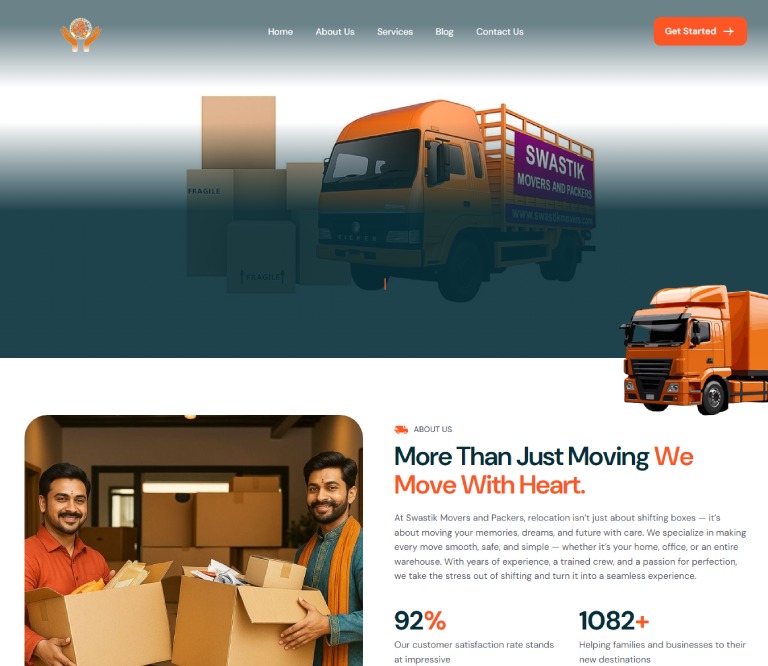 Home About Us Services Blog Contact Us Get Started
SWASTIK
MOVERS AND PACKERS
FRAGILE
FRAGILE
EICHER
ABOUT US
More Than Just Moving We
Move With Heart.
At Swastik Movers and Packers, relocation isn't just about shifting boxes — it's
about moving your memories, dreams, and future with care. We specialize in making
every move smooth, safe, and simple — whether it's your home, office, or an entire
warehouse. With years of experience, a trained crew, and a passion for perfection,
we take the stress out of shifting and turn it into a seamless experience.
92% 1082+
Our customer satisfaction rate stands Helping families and businesses to their
at impressive new destinations